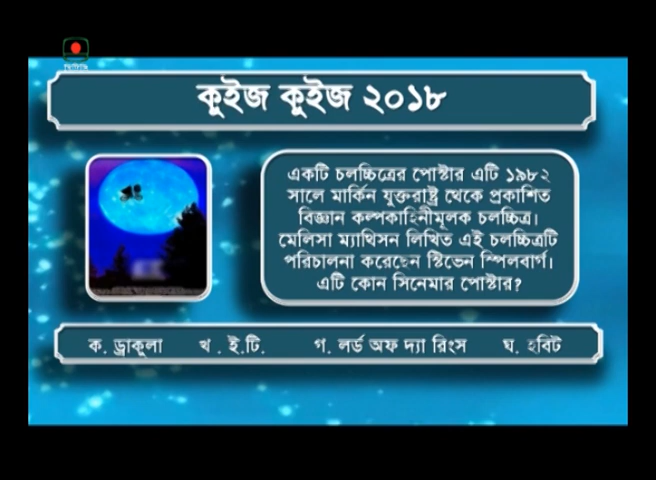 কুইজ কুইজ ২০১৮
একটি চলচ্চিত্রের পোস্টার এটি ১৯৮২
সালে মার্কিন যুক্তরাষ্ট্র থেকে প্রকাশিত
বিজ্ঞান কল্পকাহিনীমূলক চলচ্চিত্র।
মেলিসা ম্যাথিসন লিখিত এই চলচ্চিত্রটি
পরিচালনা করেছেন স্টিভেন স্পিলবার্গ।
এটি কোন সিনেমার পোস্টার?
ক. ড্রাকুলা খ . ই.টি. গ. লর্ড অফ দ্যা রিংস ঘ. হবিট